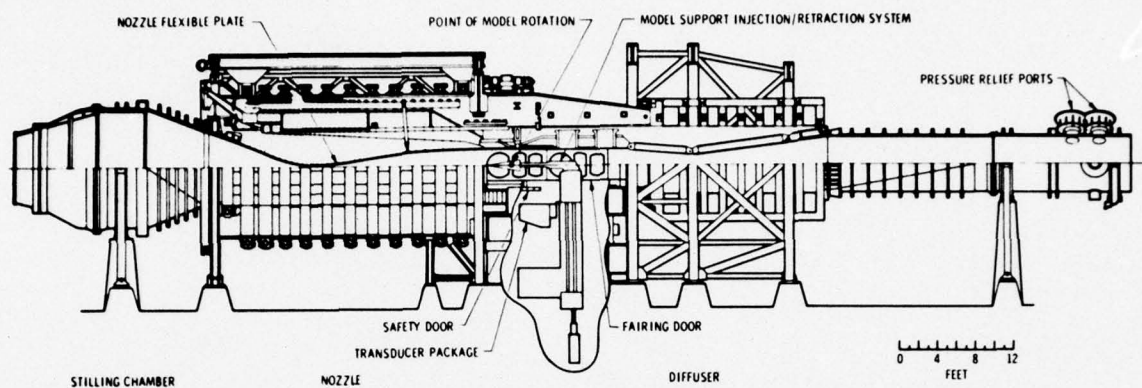 NOZZLE FLEXIBLE PLATE
POINT OF MODEL ROTATION
MODEL SUPPORT INJECTION/RETRACTION SYSTEM
PRESSURE RELIEF PORTS
SAFETY DOOR
FAIRING DOOR
TRANSDUCER PACKAGE
0 4 8 12
FEET
STILLING CHAMBER
NOZZLE
DIFFUSER